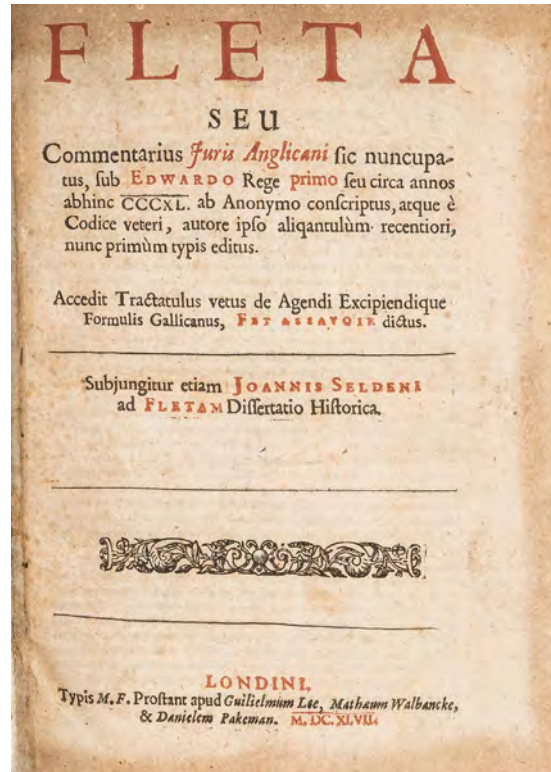 FLETA
SEU
Commentarius Juris Anglicani sic nuncupa-
tus, sub EDWARDO Rege primo seu circa annos
abhinc CCCXL. ab Anonymo conscriptus, atque è
Codice veteri, autore ipso aliqantulùm recentiori,
nunc primùm typis editus.
Accedit Tractatulus vetus de Agendi Excipiendique
Formulis Gallicanus, FET ASSAVOIR dictus.
Subjungitur etiam JOANNIS SELDENI
ad FLETAM Dissertatio Historica.
LONDINI,
Typis M. F. Prostant apud Guilielmum Lee, Mathæum Walbancke,
& Danielem Pakeman. M. DC. XLVII.